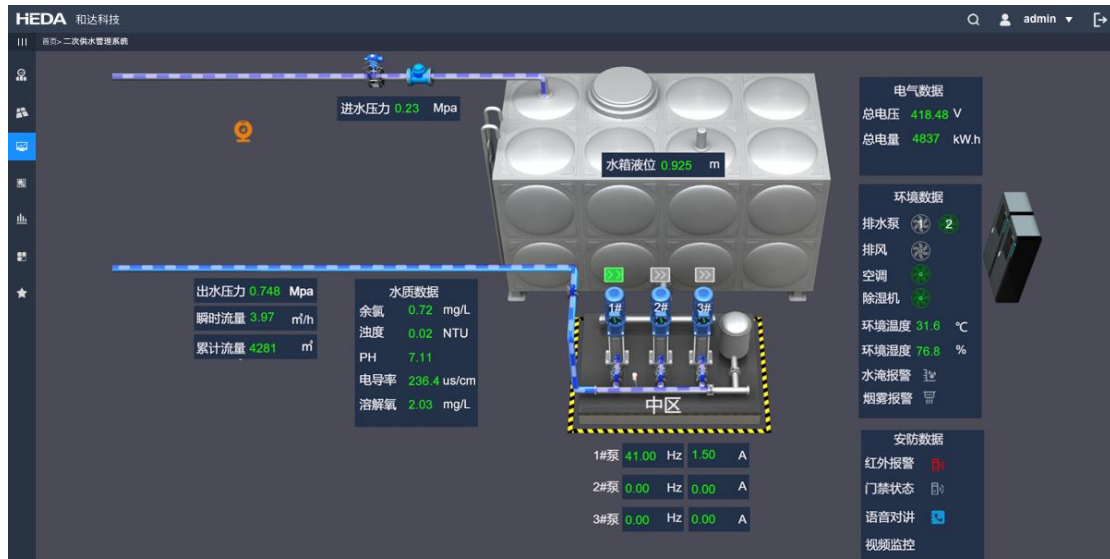 HEDA 和达科技
admin
首页>二次供水管理系统
进水压力 0.23 Mpa
水箱液位 0.925 m
电气数据
总电压 418.48 V
总电量 4837 kW.h
环境数据
排水泵 1 2
排风
空调
除湿机
环境温度 31.6 ℃
环境湿度 76.8 %
水淹报警
烟雾报警
出水压力 0.748 Mpa
瞬时流量 3.97 ㎥/h
累计流量 4281 ㎥
水质数据
余氯 0.72 mg/L
浊度 0.02 NTU
PH 7.11
电导率 236.4 us/cm
溶解氧 2.03 mg/L
1# 2# 3#
中区
1#泵 41.00 Hz 1.50 A
2#泵 0.00 Hz 0.00 A
3#泵 0.00 Hz 0.00 A
安防数据
红外报警
门禁状态
语音对讲
视频监控